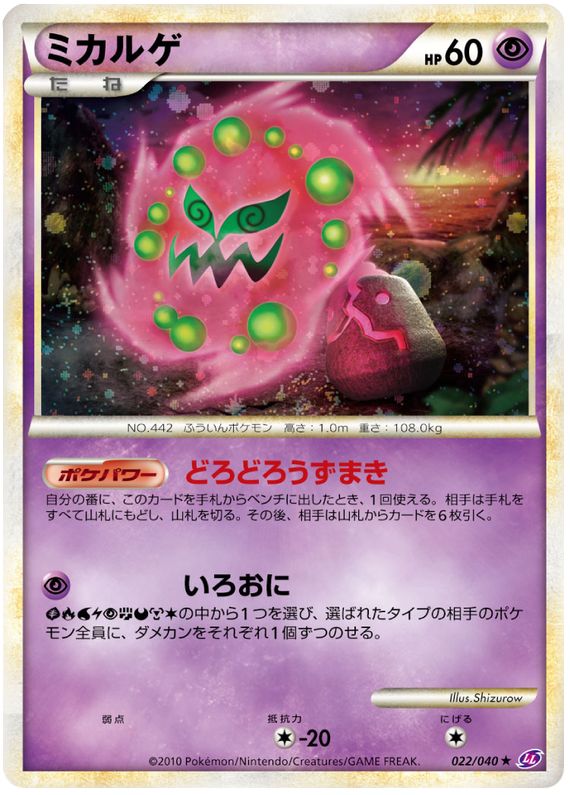 ミカルゲ
HP60
たね
NO.442 ふういんポケモン 高さ:1.0m 重さ:108.0kg
ポケパワー どろどろうずまき
自分の番に、このカードを手札からベンチに出したとき、1回使える。相手は手札を
すべて山札にもどし、山札を切る。その後、相手は山札からカードを6枚引く。
いろおに
の中から1つを選び、選ばれたタイプの相手のポケ
モン全員に、ダメカンをそれぞれ1個ずつのせる。
Illus.Shizurow
弱点 抵抗力 にげる
-20
©2010 Pokémon/Nintendo/Creatures/GAME FREAK. 022/040 ★ LL